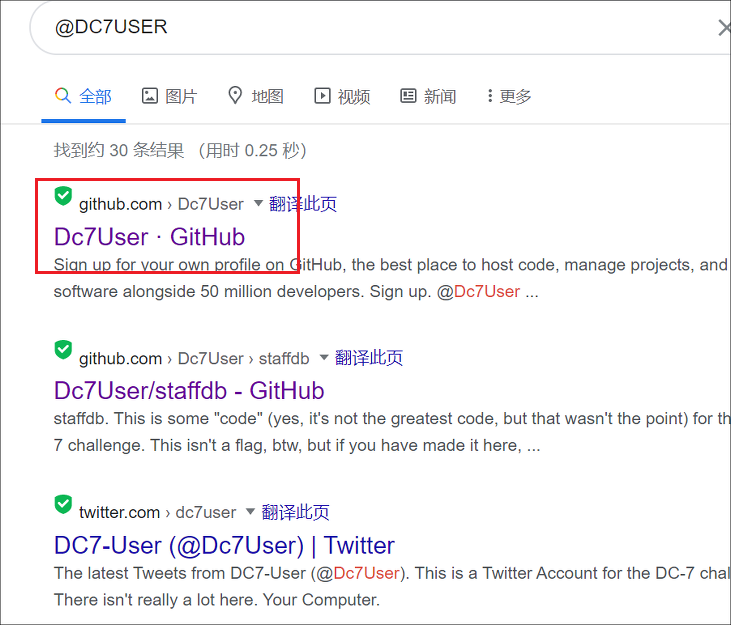 @DC7USER
全部 图片 地图 视频 新闻 更多
找到约 30 条结果 （用时 0.25 秒）
github.com › Dc7User 翻译此页
Dc7User · GitHub
Sign up for your own profile on GitHub, the best place to host code, manage projects, and
software alongside 50 million developers. Sign up. @Dc7User ...
github.com › Dc7User › staffdb 翻译此页
Dc7User/staffdb - GitHub
staffdb. This is some "code" (yes, it's not the greatest code, but that wasn't the point) for th
7 challenge. This isn't a flag, btw, but if you have made it here, ...
twitter.com › dc7user 翻译此页
DC7-User (@Dc7User) | Twitter
The latest Tweets from DC7-User (@Dc7User). This is a Twitter Account for the DC-7 chal
There isn't really a lot here. Your Computer.